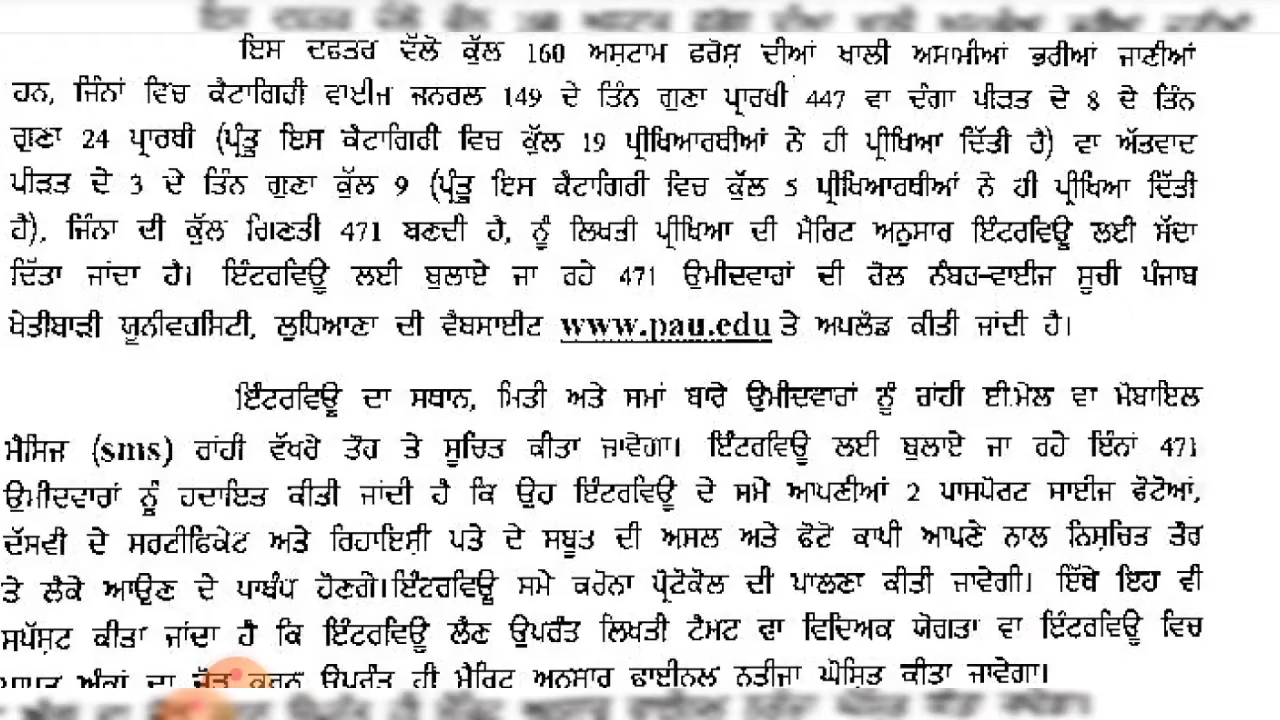 ਇਸ ਦਫਤਰ ਵੱਲੋ ਕੁੱਲ 160 ਅਸ਼ਟਾਮ ਫਰੋਸ਼ ਦੀਆਂ ਖਾਲੀ ਅਸਾਮੀਆਂ ਭਰੀਆਂ ਜਾਣੀਆਂ
ਹਨ, ਜਿੰਨਾਂ ਵਿਚ ਕੈਟਾਗਿਰੀ ਵਾਈਜ ਜਨਰਲ 149 ਦੇ ਤਿੰਨ ਗੁਣਾ ਪ੍ਰਾਰਥੀ 447 ਵਾ ਦੰਗਾ ਪੀੜਤ ਦੇ 8 ਦੇ ਤਿੰਨ
ਗੁਣਾ 24 ਪ੍ਰਾਰਥੀ (ਪ੍ਰੰਤੂ ਇਸ ਕੈਟਾਗਿਰੀ ਵਿਚ ਕੁੱਲ 19 ਪ੍ਰੀਖਿਆਰਥੀਆਂ ਨੇ ਹੀ ਪ੍ਰੀਖਿਆ ਦਿੱਤੀ ਹੈ) ਵਾ ਅੱਤਵਾਦ
ਪੀੜਤ ਦੇ 3 ਦੇ ਤਿੰਨ ਗੁਣਾ ਕੁੱਲ 9 (ਪ੍ਰੰਤੂ ਇਸ ਕੈਟਾਗਿਰੀ ਵਿਚ ਕੁੱਲ 5 ਪ੍ਰੀਖਿਆਰਥੀਆਂ ਨੇ ਹੀ ਪ੍ਰੀਖਿਆ ਦਿੱਤੀ
ਹੈ), ਜਿੰਨਾ ਦੀ ਕੁੱਲ ਗਿਣਤੀ 471 ਬਣਦੀ ਹੈ, ਨੂੰ ਲਿਖਤੀ ਪ੍ਰੀਖਿਆ ਦੀ ਮੈਰਿਟ ਅਨੁਸਾਰ ਇੰਟਰਵਿਊ ਲਈ ਸੱਦਾ
ਦਿੱਤਾ ਜਾਂਦਾ ਹੈ। ਇੰਟਰਵਿਊ ਲਈ ਬੁਲਾਏ ਜਾ ਰਹੇ 471 ਉਮੀਦਵਾਰਾਂ ਦੀ ਰੋਲ ਨੰਬਰ-ਵਾਈਜ ਸੂਚੀ ਪੰਜਾਬ
ਖੇਤੀਬਾੜੀ ਯੂਨੀਵਰਸਿਟੀ, ਲੁਧਿਆਣਾ ਦੀ ਵੈਬਸਾਈਟ www.pau.edu ਤੇ ਅਪਲੋਡ ਕੀਤੀ ਜਾਂਦੀ ਹੈ।
ਇੰਟਰਵਿਊ ਦਾ ਸਥਾਨ, ਮਿਤੀ ਅਤੇ ਸਮਾਂ ਬਾਰੇ ਉਮੀਦਵਾਰਾਂ ਨੂੰ ਰਾਂਹੀ ਈ.ਮੇਲ ਵਾ ਮੋਬਾਇਲ
ਮੈਸਿਜ (sms) ਰਾਂਹੀ ਵੱਖਰੇ ਤੌਰ ਤੇ ਸੂਚਿਤ ਕੀਤਾ ਜਾਵੇਗਾ। ਇੰਟਰਵਿਊ ਲਈ ਬੁਲਾਏ ਜਾ ਰਹੇ ਇੰਨਾਂ 471
ਉਮੀਦਵਾਰਾਂ ਨੂੰ ਹਦਾਇਤ ਕੀਤੀ ਜਾਂਦੀ ਹੈ ਕਿ ਉਹ ਇੰਟਰਵਿਊ ਦੇ ਸਮੇ ਆਪਣੀਆਂ 2 ਪਾਸਪੋਰਟ ਸਾਈਜ ਫੋਟੋਆਂ,
ਦੱਸਵੀ ਦੇ ਸਰਟੀਫਿਕੇਟ ਅਤੇ ਰਿਹਾਇਸ਼ੀ ਪਤੇ ਦੇ ਸਬੂਤ ਦੀ ਅਸਲ ਅਤੇ ਫੋਟੋ ਕਾਪੀ ਆਪਣੇ ਨਾਲ ਨਿਸ਼ਚਿਤ ਤੌਰ
ਤੇ ਲੈਕੇ ਆਉਣ ਦੇ ਪਾਬੰਧ ਹੋਣਗੇ। ਇੰਟਰਵਿਊ ਸਮੇ ਕਰੋਨਾ ਪ੍ਰੋਟੋਕੋਲ ਦੀ ਪਾਲਣਾ ਕੀਤੀ ਜਾਵੇਗੀ। ਇੱਥੇ ਇਹ ਵੀ
ਸਪੱਸ਼ਟ ਕੀਤਾ ਜਾਂਦਾ ਹੈ ਕਿ ਇੰਟਰਵਿਊ ਲੈਣ ਉਪਰੰਤ ਲਿਖਤੀ ਟੈਸਟ ਵਾ ਵਿਦਿਅਕ ਯੋਗਤਾ ਵਾ ਇੰਟਰਵਿਊ ਵਿਚ
ਅੰਕਾਂ ਦਾ ਜੋੜ ਕਰਨ ਉਪਰੰਤ ਹੀ ਮੈਰਿਟ ਅਨੁਸਾਰ ਫਾਈਨਲ ਨਤੀਜਾ ਘੋਸ਼ਿਤ ਕੀਤਾ ਜਾਵੇਗਾ।